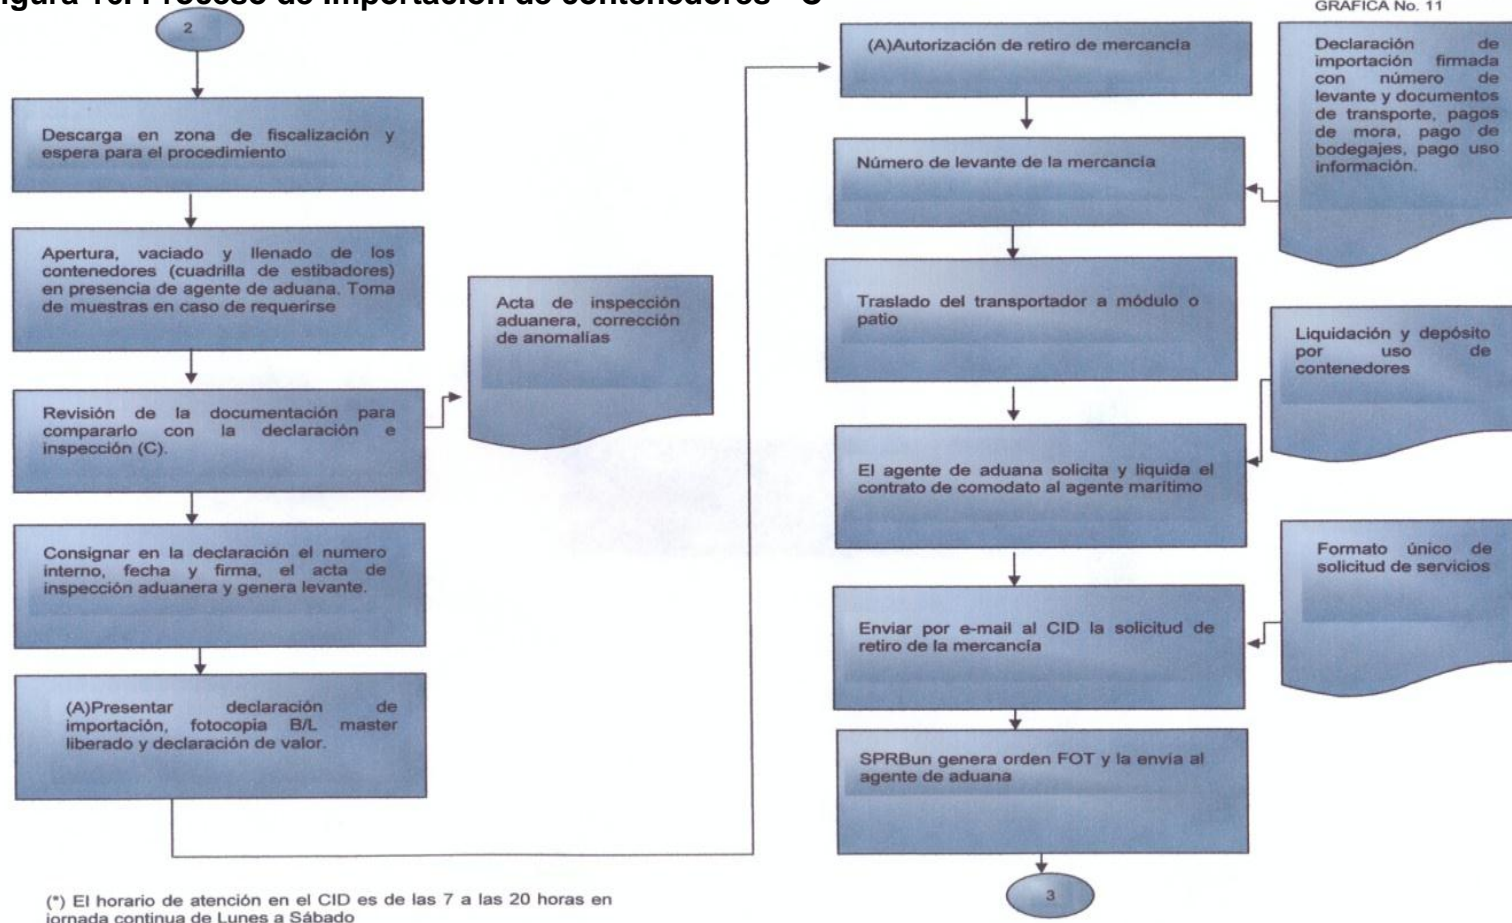 Proceso de importación de contenedores
GRÁFICA No. 11
2
Descarga en zona de fiscalización y
espera para el procedimiento
Apertura, vaciado y llenado de los
contenedores (cuadrilla de estibadores)
en presencia de agente de aduana. Toma
de muestras en caso de requerirse
Revisión de la documentación para
compararlo con la declaración e
inspección (C).
Acta de inspección
aduanera, corrección
de anomalías
Consignar en la declaración el numero
interno, fecha y firma, el acta de
inspección aduanera y genera levante.
(A)Presentar declaración de
importación, fotocopia B/L master
liberado y declaración de valor.
(A)Autorización de retiro de mercancía
Número de levante de la mercancía
Declaración de
importación firmada
con número de
levante y documentos
de transporte, pagos
de mora, pago de
bodegajes, pago uso
información.
Traslado del transportador a módulo o
patio
El agente de aduana solicita y liquida el
contrato de comodato al agente marítimo
Liquidación y depósito
por uso de
contenedores
Enviar por e-mail al CID la solicitud de
retiro de la mercancía
Formato único de
solicitud de servicios
SPRBun genera orden FOT y la envía al
agente de aduana
3
(*) El horario de atención en el CID es de las 7 a las 20 horas en
jornada continua de Lunes a Sábado